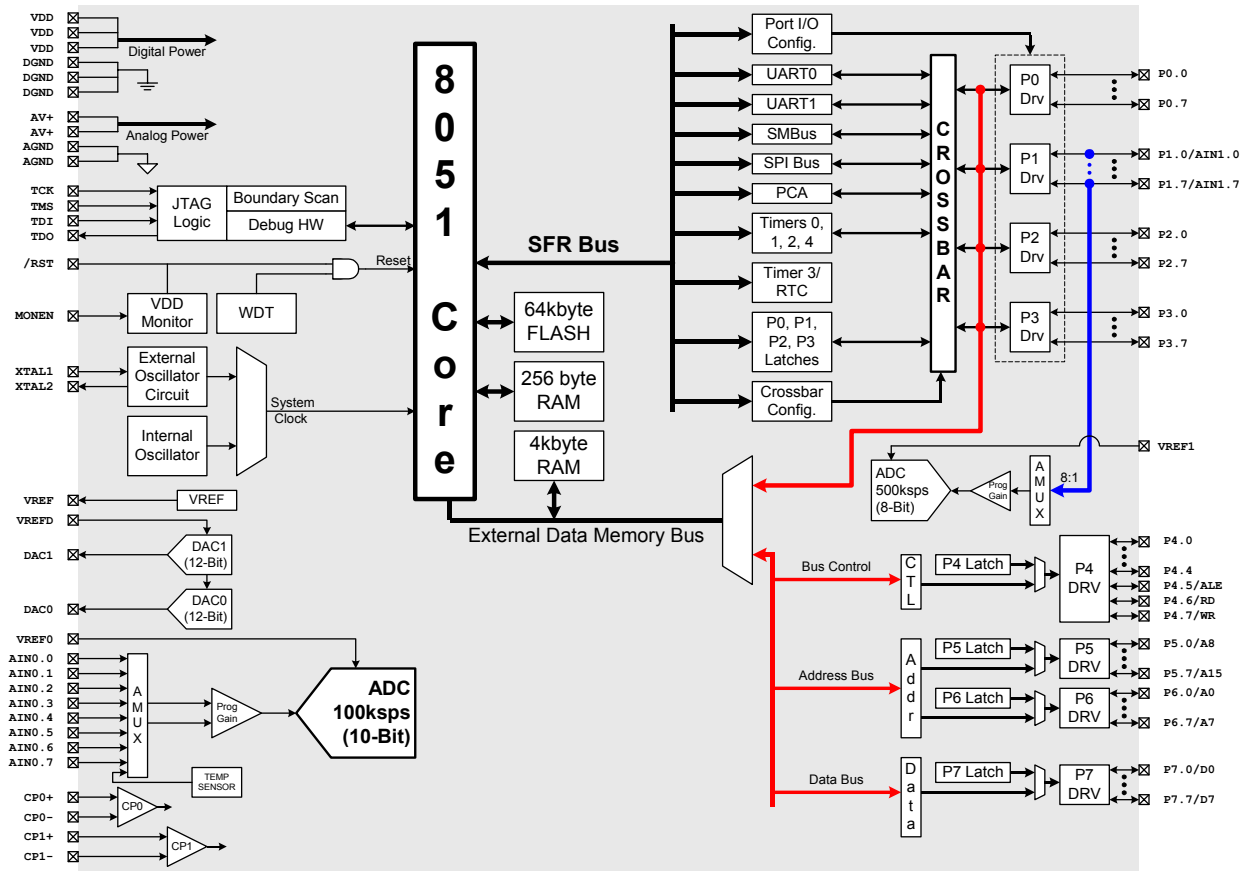 VDD
VDD
VDD
Digital Power
DGND
DGND
DGND
AV+
AV+
Analog Power
AGND
AGND
TCK
TMS
TDI
TDO
JTAG
Logic
Boundary Scan
Debug HW
/RST
Reset
MONEN
VDD
Monitor
WDT
XTAL1
XTAL2
External
Oscillator
Circuit
Internal
Oscillator
System
Clock
VREF
VREF
VREFD
DAC1
DAC1
(12-Bit)
DAC0
DAC0
(12-Bit)
VREF0
AIN0.0
AIN0.1
AIN0.2
AIN0.3
AIN0.4
AIN0.5
AIN0.6
AIN0.7
AMUX
Prog
Gain
ADC
100ksps
(10-Bit)
TEMP
SENSOR
CP0+
CP0-
CP0
CP1+
CP1-
CP1
8051 Core
64kbyte
FLASH
256 byte
RAM
4kbyte
RAM
SFR Bus
External Data Memory Bus
Port I/O
Config.
UART0
UART1
SMBus
SPI Bus
PCA
Timers 0,
1, 2, 4
Timer 3/
RTC
P0, P1,
P2, P3
Latches
Crossbar
Config.
CROSSBAR
P0
Drv
P1
Drv
P2
Drv
P3
Drv
P0.0
P0.7
P1.0/AIN1.0
P1.7/AIN1.7
P2.0
P2.7
P3.0
P3.7
VREF1
ADC
500ksps
(8-Bit)
Prog
Gain
AMUX
8:1
Bus Control
CTL
P4 Latch
P4
DRV
P4.0
P4.4
P4.5/ALE
P4.6/RD
P4.7/WR
Address Bus
Addr
P5 Latch
P5
DRV
P5.0/A8
P5.7/A15
P6 Latch
P6
DRV
P6.0/A0
P6.7/A7
Data Bus
Data
P7 Latch
P7
DRV
P7.0/D0
P7.7/D7